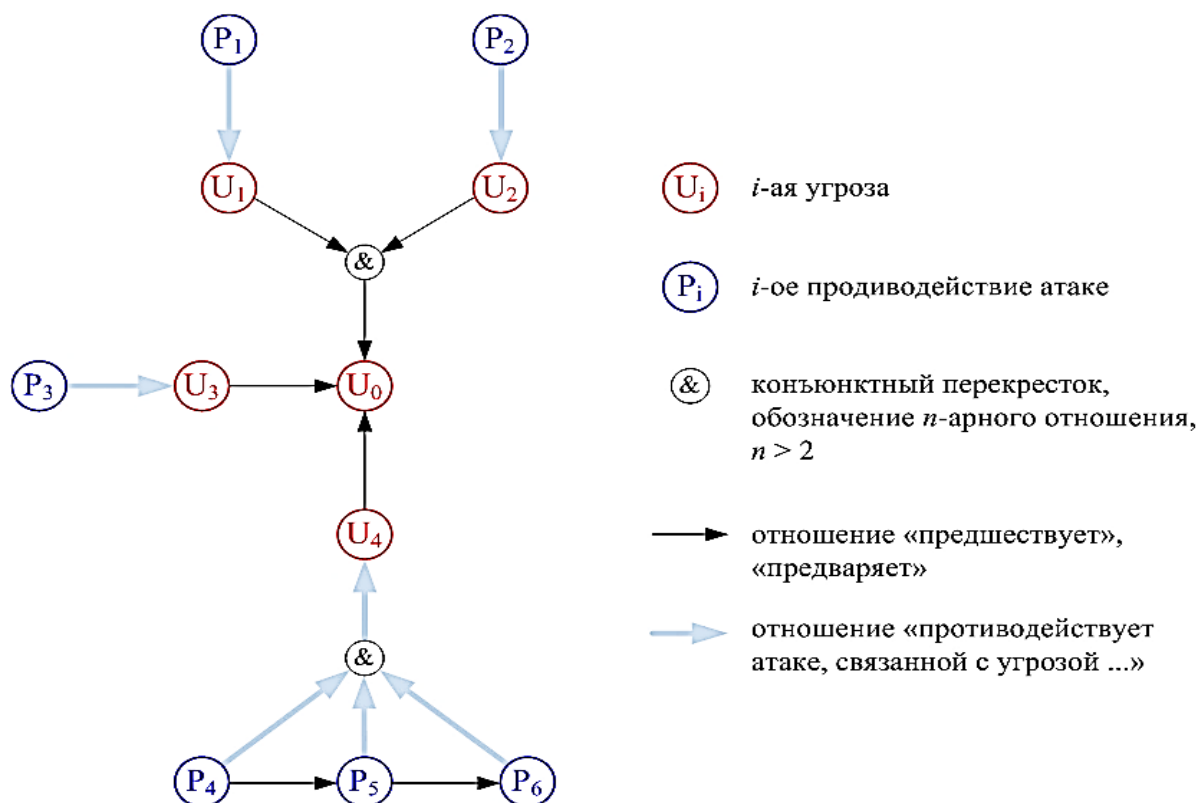 P1
P2
U1
U2
Ui
i-ая угроза
&
Pi
i-ое продиводействие атаке
P3
U3
U0
&
конъюнктный перекресток,
обозначение n-арного отношения,
n > 2
U4
отношение «предшествует»,
«предваряет»
&
отношение «противодействует
атаке, связанной с угрозой ...»
P4
P5
P6